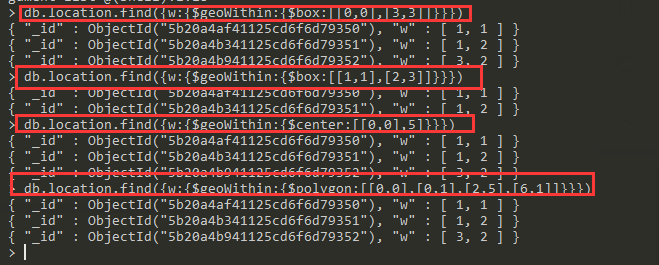 > db.location.find({w:{$geoWithin:{$box:[[0,0],[3,3]]}}})
{ "_id" : ObjectId("5b20a4af41125cd6f6d79350"), "w" : [ 1, 1 ] }
{ "_id" : ObjectId("5b20a4b341125cd6f6d79351"), "w" : [ 1, 2 ] }
{ "_id" : ObjectId("5b20a4b941125cd6f6d79352"), "w" : [ 3, 2 ] }
> db.location.find({w:{$geoWithin:{$box:[[1,1],[2,3]]}}})
{ "_id" : ObjectId("5b20a4af41125cd6f6d79350"), "w" : [ 1, 1 ] }
{ "_id" : ObjectId("5b20a4b341125cd6f6d79351"), "w" : [ 1, 2 ] }
> db.location.find({w:{$geoWithin:{$center:[[0,0],5]}}})
{ "_id" : ObjectId("5b20a4af41125cd6f6d79350"), "w" : [ 1, 1 ] }
{ "_id" : ObjectId("5b20a4b341125cd6f6d79351"), "w" : [ 1, 2 ] }
{ "_id" : ObjectId("5b20a4b941125cd6f6d79352"), "w" : [ 3, 2 ] }
> db.location.find({w:{$geoWithin:{$polygon:[[0,0],[0,1],[2,5],[6,1]]}}})
{ "_id" : ObjectId("5b20a4af41125cd6f6d79350"), "w" : [ 1, 1 ] }
{ "_id" : ObjectId("5b20a4b341125cd6f6d79351"), "w" : [ 1, 2 ] }
{ "_id" : ObjectId("5b20a4b941125cd6f6d79352"), "w" : [ 3, 2 ] }
>